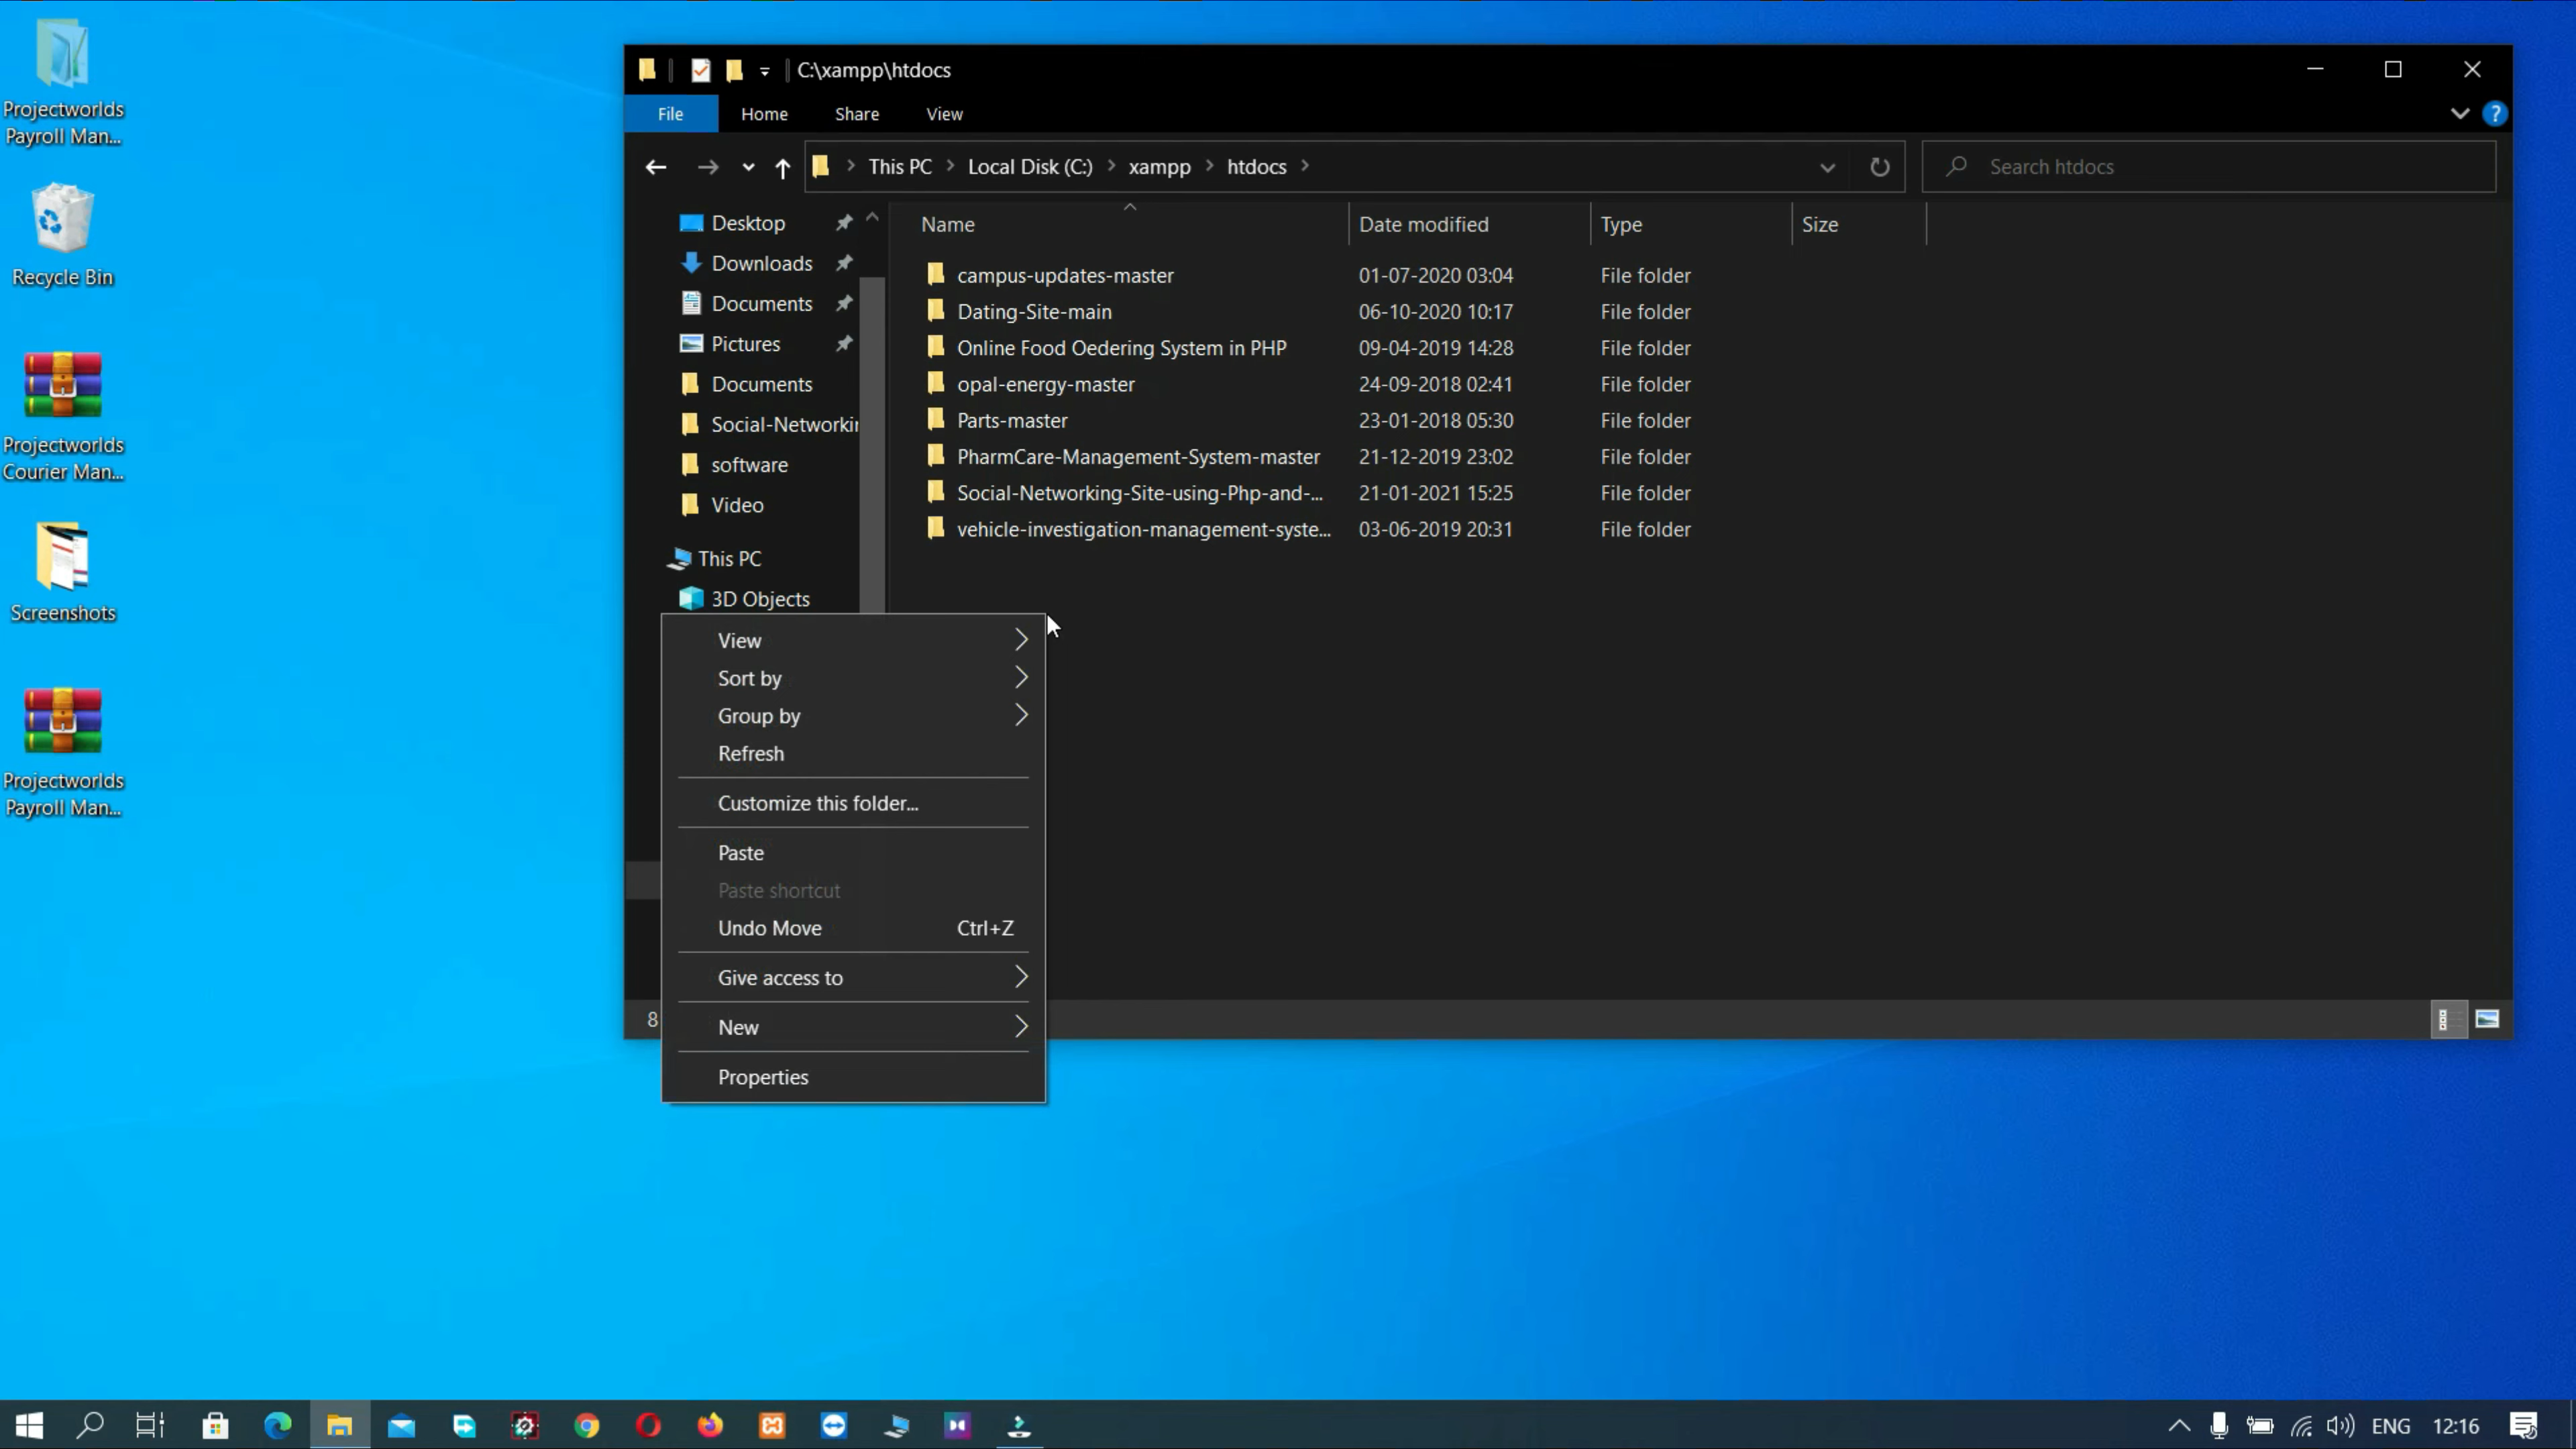 Projectworlds
Payroll Man...
Recycle Bin
Projectworlds
Courier Man...
Screenshots
Projectworlds
Payroll Man...
C:\xampp\htdocs
File Home Share View
This PC Local Disk (C:) xampp htdocs
Search htdocs
Desktop
Downloads
Documents
Pictures
Documents
Social-Networkin
software
Video
This PC
3D Objects
Name Date modified Type Size
campus-updates-master 01-07-2020 03:04 File folder
Dating-Site-main 06-10-2020 10:17 File folder
Online Food Oedering System in PHP 09-04-2019 14:28 File folder
opal-energy-master 24-09-2018 02:41 File folder
Parts-master 23-01-2018 05:30 File folder
PharmCare-Management-System-master 21-12-2019 23:02 File folder
Social-Networking-Site-using-Php-and-... 21-01-2021 15:25 File folder
vehicle-investigation-management-syste... 03-06-2019 20:31 File folder
View
Sort by
Group by
Refresh
Customize this folder...
Paste
Paste shortcut
Undo Move Ctrl+Z
Give access to
New
Properties
8
ENG 12:16